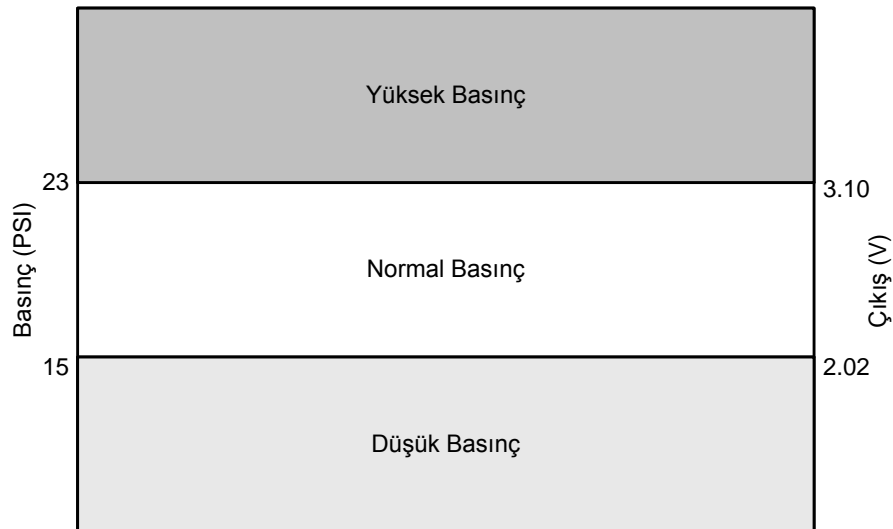 Yüksek Basınç
23
3.10
Basınç (PSI)
Normal Basınç
Çıkış (V)
15
2.02
Düşük Basınç